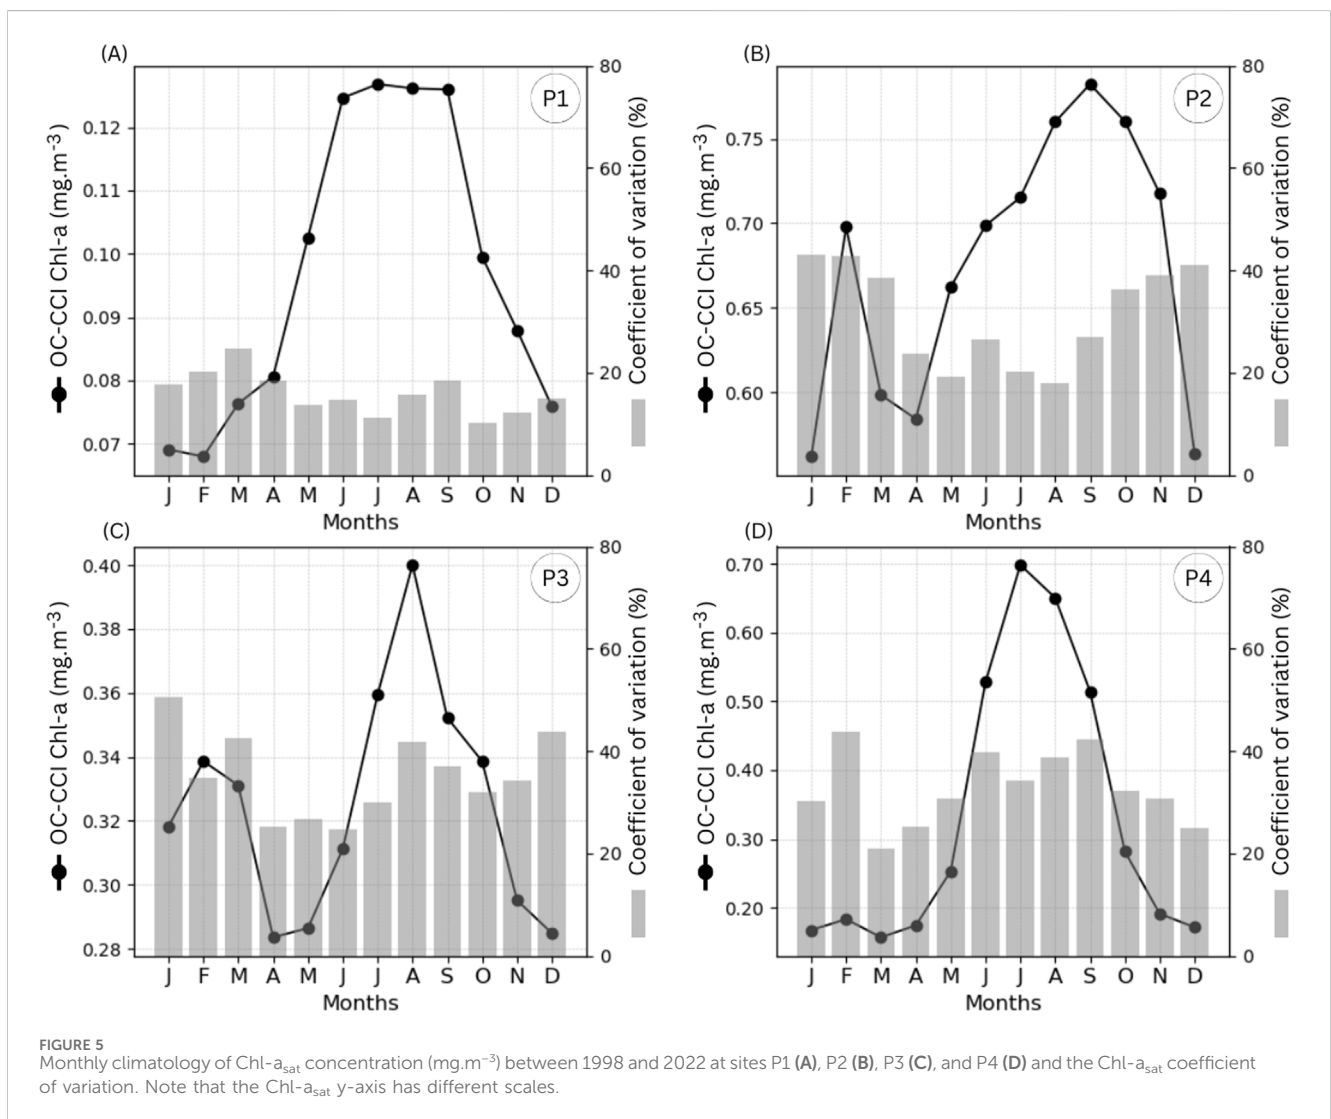 (A)
P1
OC-CCI Chl-a (mg.m⁻³)
0.12
0.11
0.10
0.09
0.08
0.07
80
60
40
20
0
Coefficient of variation (%)
J F M A M J J A S O N D
Months
(B)
P2
OC-CCI Chl-a (mg.m⁻³)
0.75
0.70
0.65
0.60
80
60
40
20
0
Coefficient of variation (%)
J F M A M J J A S O N D
Months
(C)
P3
OC-CCI Chl-a (mg.m⁻³)
0.40
0.38
0.36
0.34
0.32
0.30
0.28
80
60
40
20
0
Coefficient of variation (%)
J F M A M J J A S O N D
Months
(D)
P4
OC-CCI Chl-a (mg.m⁻³)
0.70
0.60
0.50
0.40
0.30
0.20
80
60
40
20
0
Coefficient of variation (%)
J F M A M J J A S O N D
Months
FIGURE 5
Monthly climatology of Chl-aₛₐₜ concentration (mg.m⁻³) between 1998 and 2022 at sites P1 (A), P2 (B), P3 (C), and P4 (D) and the Chl-aₛₐₜ coefficient
of variation. Note that the Chl-aₛₐₜ y-axis has different scales.